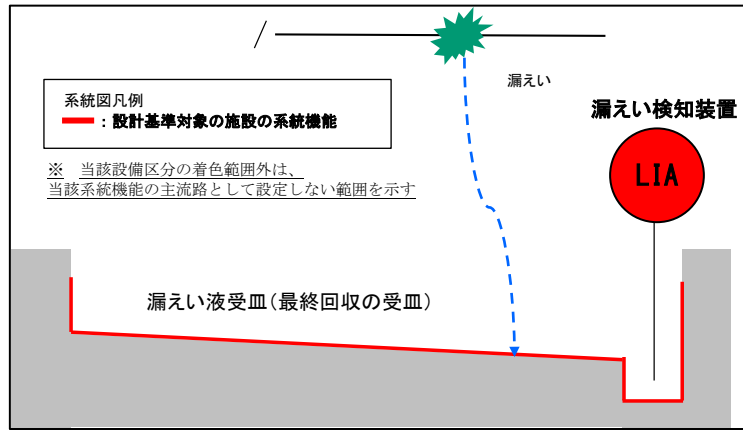 漏えい
系統図凡例
：設計基準対象の施設の系統機能
漏えい検知装置
※　当該設備区分の着色範囲外は、
当該系統機能の主流路として設定しない範囲を示す
LIA
漏えい液受皿（最終回収の受皿）